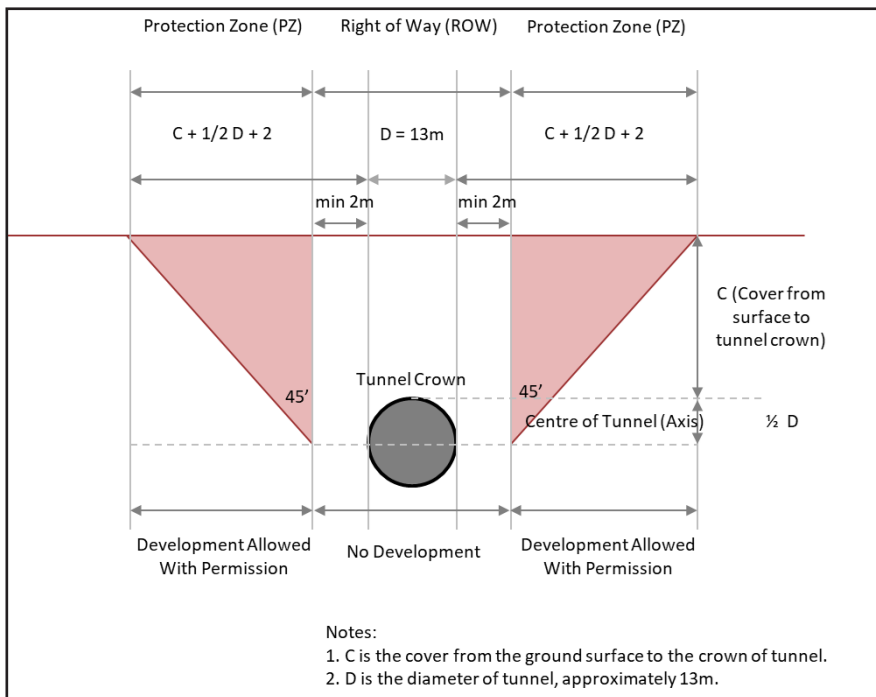 Protection Zone (PZ)
Right of Way (ROW)
Protection Zone (PZ)
C + 1/2 D + 2
D = 13m
C + 1/2 D + 2
min 2m
min 2m
C (Cover from
surface to
tunnel crown)
45’
Tunnel Crown
45’
Centre of Tunnel (Axis)
½ D
Development Allowed
With Permission
No Development
Development Allowed
With Permission
Notes:
1. C is the cover from the ground surface to the crown of tunnel.
2. D is the diameter of tunnel, approximately 13m.